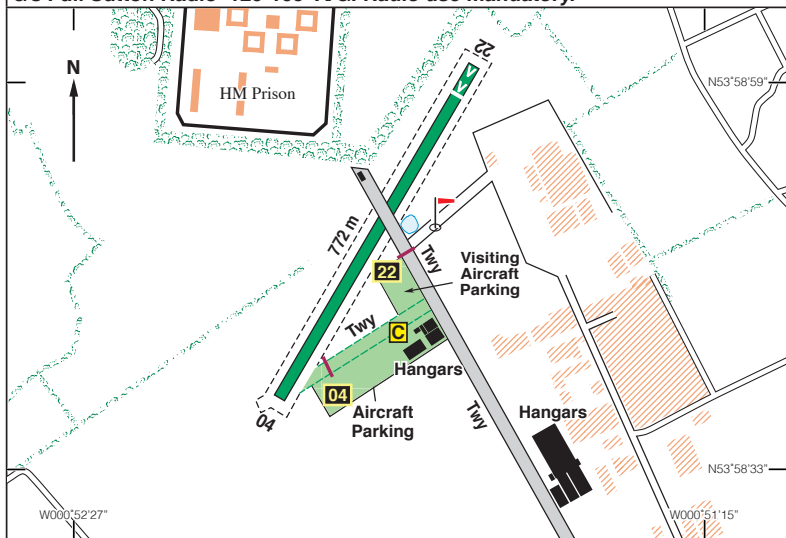 N
HM Prison
22
N53°58'59"
772 m
Twy
22
Visiting
Aircraft
Parking
Twy
C
Hangars
04
04
Aircraft
Parking
Twy
Hangars
N53°58'33"
W000°52'27"
W000°51'15"